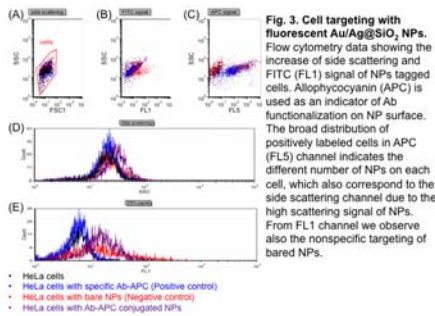 (A)
side scattering
(B)
FITC signal
(C)
APC signal
cells
SSC
FSC1
SSC
FL1
SSC
FL5
(D)
Count
SSC
(E)
Count
FL1
• HeLa cells
• HeLa cells with specific Ab-APC (Positive control)
• HeLa cells with bare NPs (Negative control)
• HeLa cells with Ab-APC conjugated NPs
Fig. 3. Cell targeting with
fluorescent Au/Ag@SiO₂ NPs.
Flow cytometry data showing the
increase of side scattering and
FITC (FL1) signal of NPs tagged
cells. Allophycocyanin (APC) is
used as an indicator of Ab
functionalization on NP surface.
The broad distribution of
positively labeled cells in APC
(FL5) channel indicates the
different number of NPs on each
cell, which also correspond to the
side scattering channel due to the
high scattering signal of NPs.
From FL1 channel we observe
also the nonspecific targeting of
bared NPs.